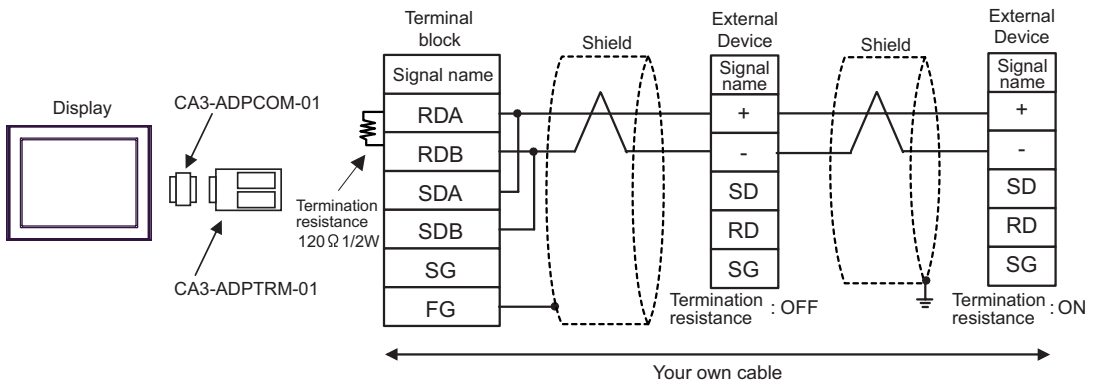 Display
CA3-ADPCOM-01
CA3-ADPTRM-01
Termination
resistance
120 Ω 1/2W
Terminal
block
Signal name
RDA
RDB
SDA
SDB
SG
FG
Shield
External
Device
Signal
name
+
-
SD
RD
SG
Termination
resistance : OFF
Shield
External
Device
Signal
name
+
-
SD
RD
SG
Termination
resistance : ON
Your own cable